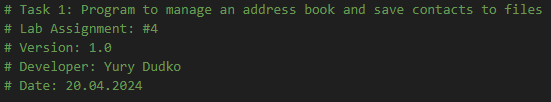 # Task 1: Program to manage an address book and save contacts to files
# Lab Assignment: #4
# Version: 1.0
# Developer: Yury Dudko
# Date: 20.04.2024